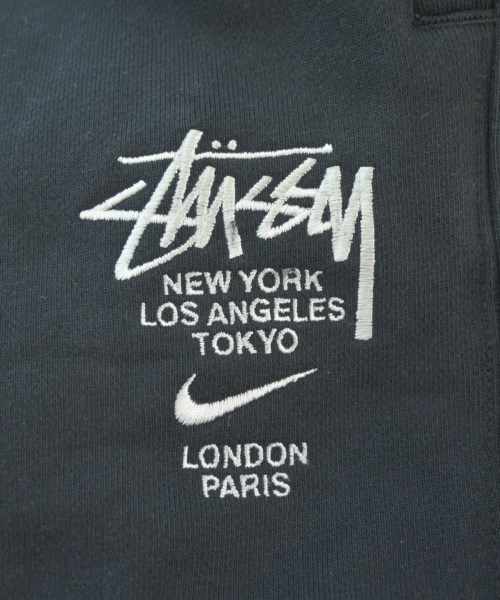 Stüssy
NEW YORK
LOS ANGELES
TOKYO
LONDON
PARIS